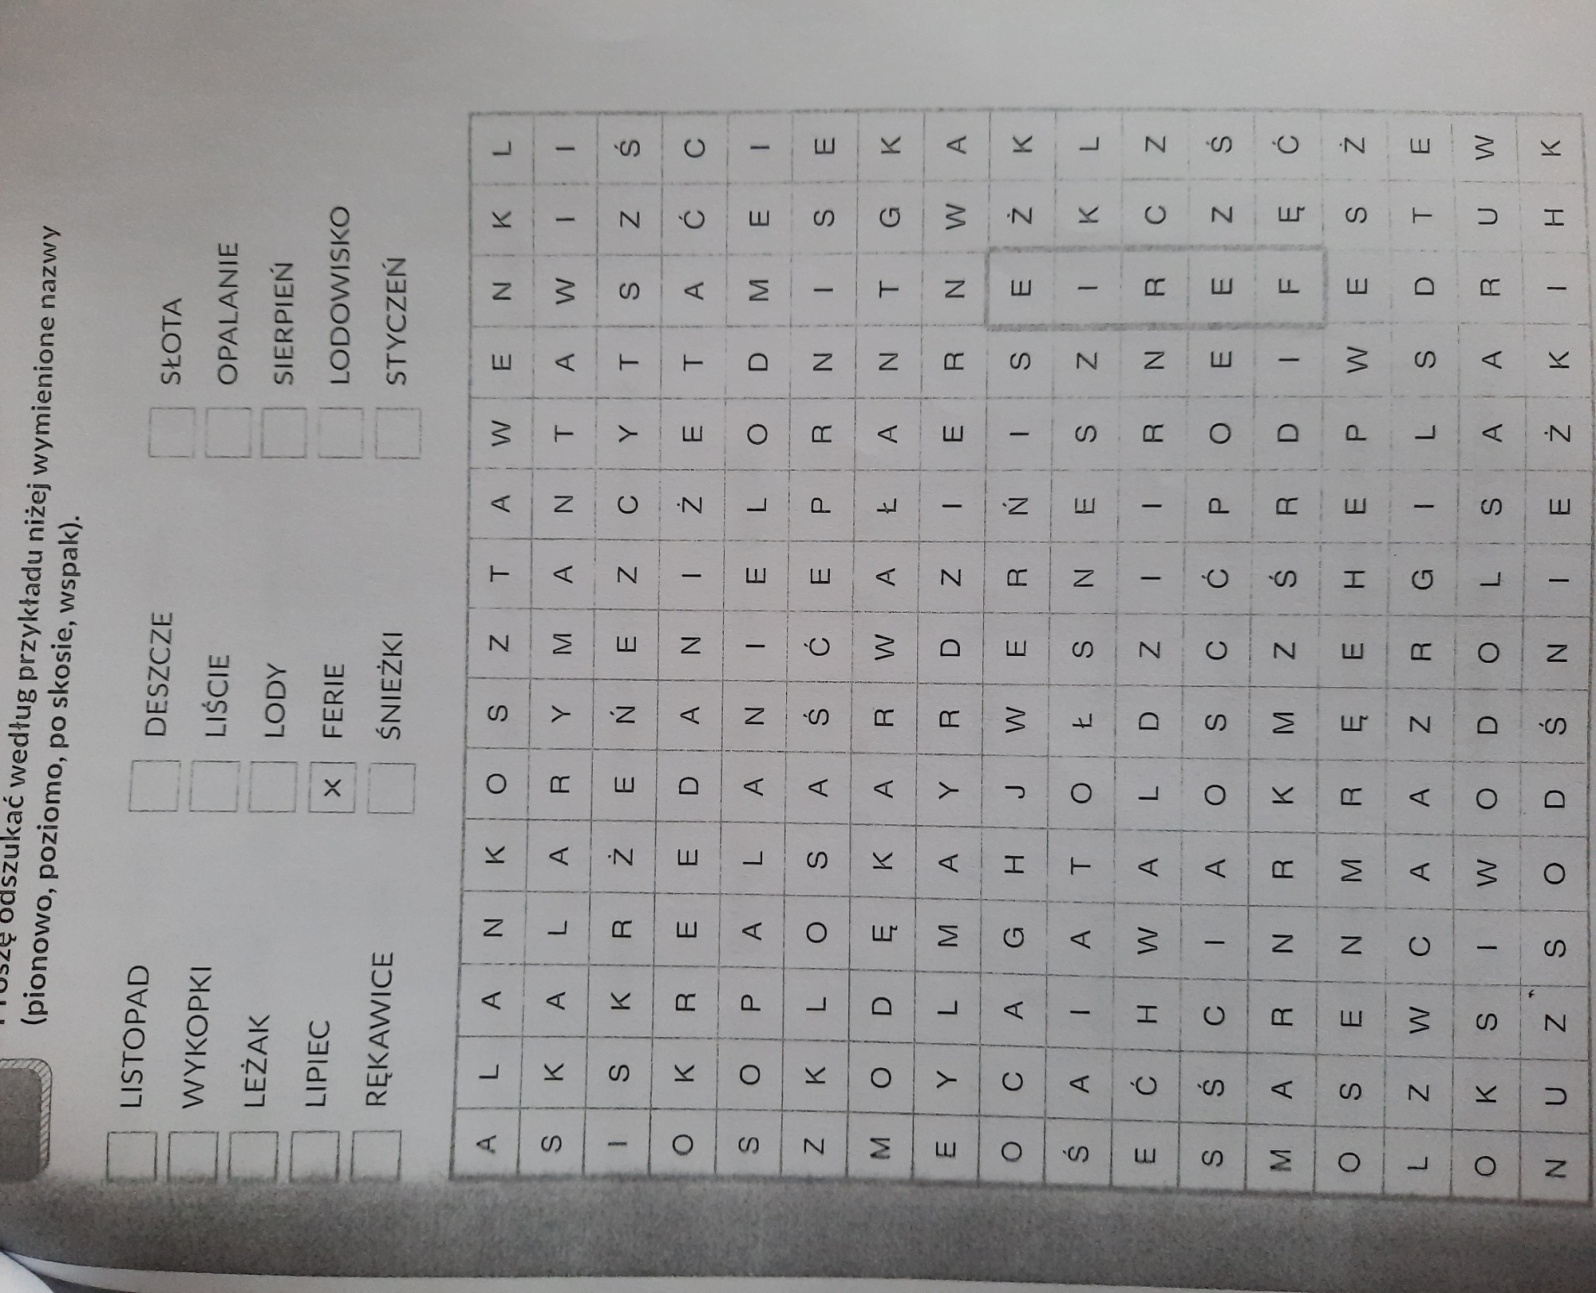 Proszę odszukać według przykładu niżej wymienione nazwy
(pionowo, poziomo, po skosie, wspak).
LISTOPAD DESZCZE SŁOTA
WYKOPKI LIŚCIE OPALANIE
LEŻAK LODY SIERPIEŃ
LIPIEC x FERIE LODOWISKO
RĘKAWICE ŚNIEŻKI STYCZEŃ
A L A N K O S Z T A W E N K L
S K A L A R Y M A N T A W I I
I S K R Ż E Ń E Z C Y T S Z Ś
O K R E E D A N I Ż E T A Ć C
S O P A L A N I E L O D M E I
Z K L O S A Ś Ć E P R N I S E
M O D Ę K A R W A Ł A N T G K
E Y L M A Y R D Z I E R N W A
O C A G H J W E R Ń I S E Ż K
Ś A I A T O Ł S N E S Z I K L
E Ć H W A L D Z I I R N R C Z
S Ś C I A O S C Ć P O E E Z Ś
M A R N R K M Z Ś R D I F Ę Ć
O S E N M R Ę E H E P W E S Ż
L Z W C A A Z R G I L S D T E
O K S I W O D O L S A A R U W
N U Z S O D Ś N I E Ż K I H K